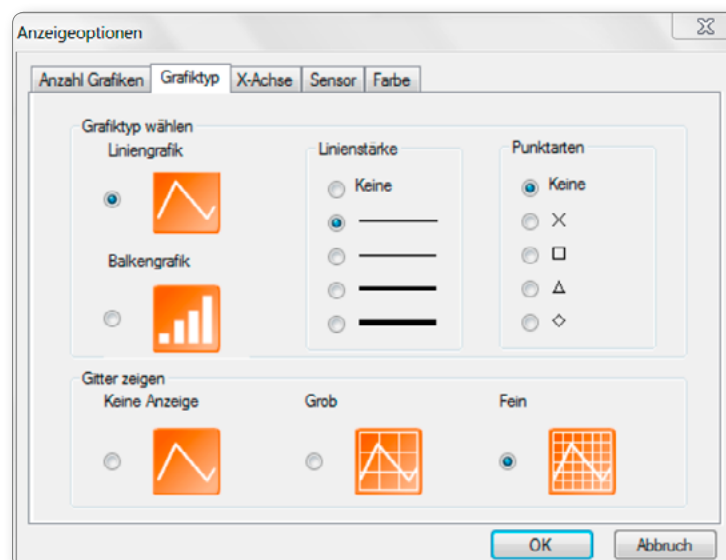 Anzeigeoptionen
Anzahl Grafiken Grafiktyp X-Achse Sensor Farbe
Grafiktyp wählen
Liniengrafik
Balkengrafik
Linienstärke
Keine
Punktarten
Keine
Gitter zeigen
Keine Anzeige Grob Fein
OK Abbruch